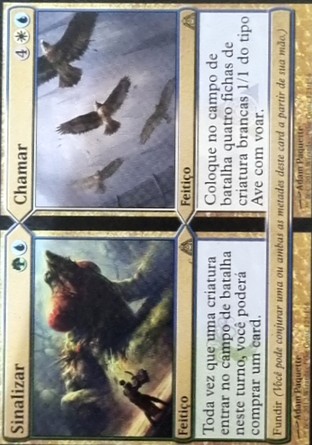 Sinalizar
Feitiço
Toda vez que uma criatura
entrar no campo de batalha
neste turno, você poderá
comprar um card.
Chamar
4
Feitiço
Coloque no campo de
batalha quatro fichas de
criatura brancas 1/1 do tipo
Ave com voar.
Fundir (Você pode conjurar uma ou ambas as metades deste card a partir de sua mão.)
Adam Paquette
Adam Paquette